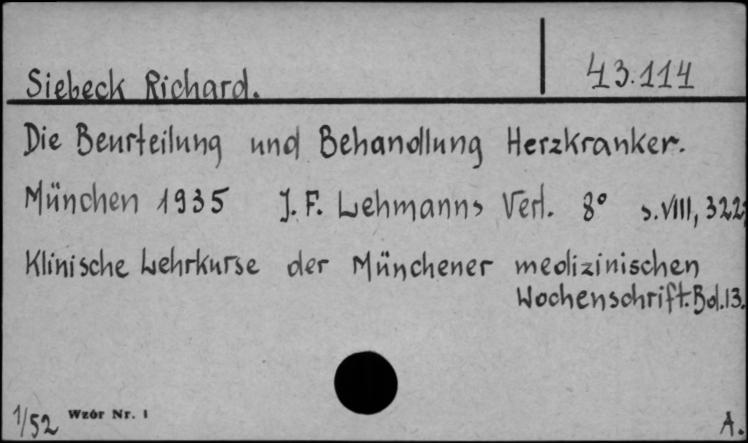 Siebeck Richard. 43.114
Die Beurteilung und Behandlung Herzkranker.
München 1935 J. F. Lehmanns Verl. 8° s. VIII, 322,
Klinische Lehrkurse der Münchener medizinischen
Wochenschrift. Bd. 13.
1/52 Wzór Nr. 1 A.